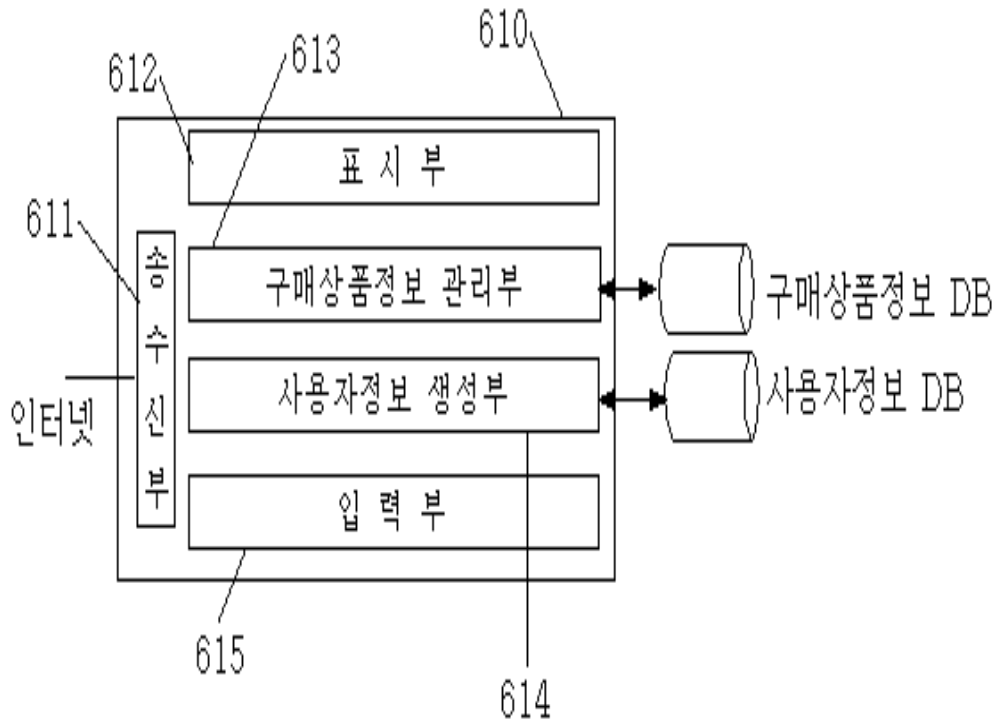 610
613
612
표 시 부
611
송수신부
구매상품정보 관리부
구매상품정보 DB
사용자정보 생성부
사용자정보 DB
인터넷
입 력 부
615
614